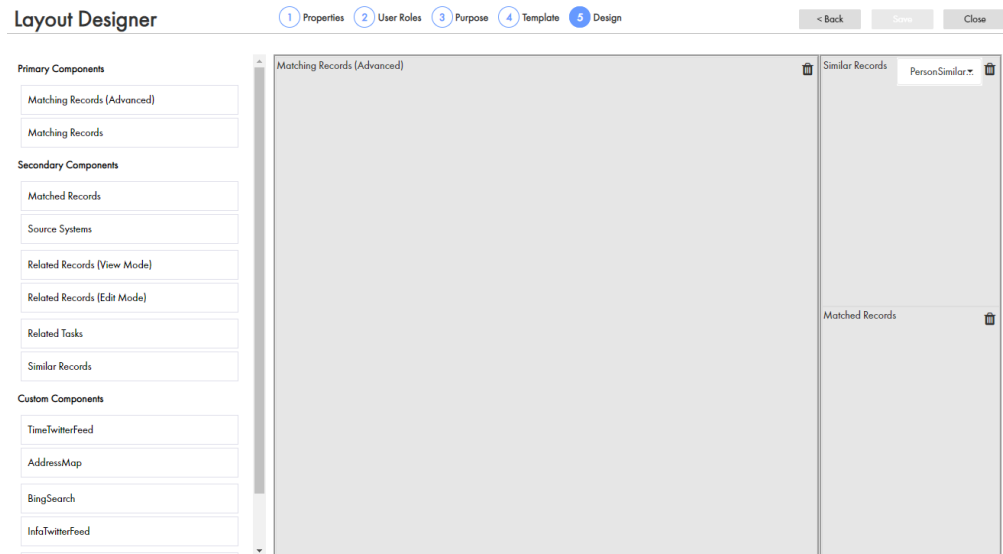 Layout Designer
1 Properties 2 User Roles 3 Purpose 4 Template 5 Design
< Back Save Close
Primary Components
Matching Records (Advanced)
Matching Records
Secondary Components
Matched Records
Source Systems
Related Records (View Mode)
Related Records (Edit Mode)
Related Tasks
Similar Records
Custom Components
TimeTwitterFeed
AddressMap
BingSearch
InfaTwitterFeed
Matching Records (Advanced)
Similar Records PersonSimilar...
Matched Records